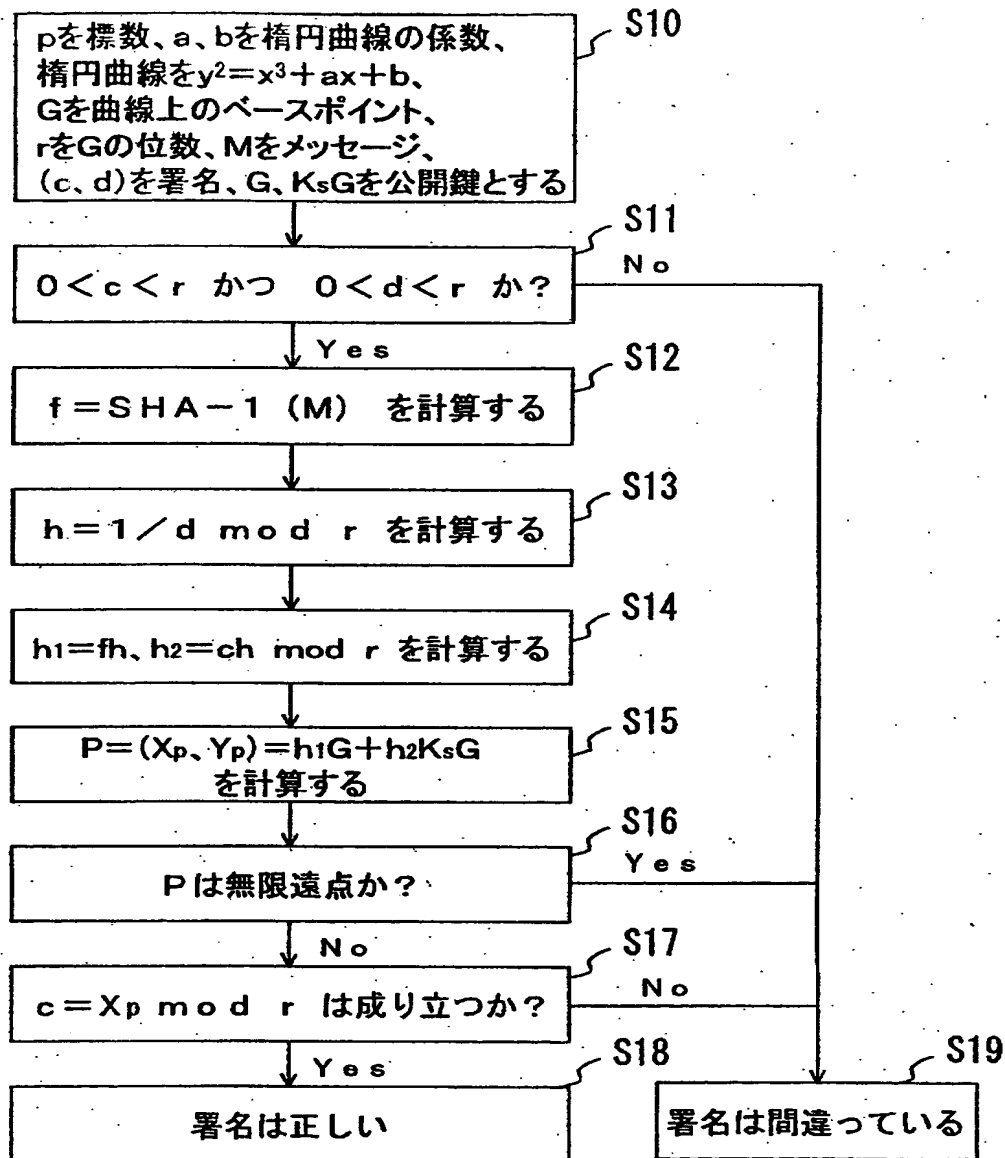 S10
pを標数、a、bを楕円曲線の係数、
楕円曲線をy²=x³+ax+b、
Gを曲線上のベースポイント、
rをGの位数、Mをメッセージ、
(c、d)を署名、G、KsGを公開鍵とする
S11
0<c<r かつ 0<d<r か?
No
Yes
S12
f=SHA-1(M) を計算する
S13
h=1/d mod r を計算する
S14
h1=fh、h2=ch mod r を計算する
S15
P=(Xp、Yp)=h1G+h2KsG
を計算する
S16
Pは無限遠点か?
Yes
No
S17
c=Xp mod r は成り立つか?
No
Yes
S18
署名は正しい
S19
署名は間違っている